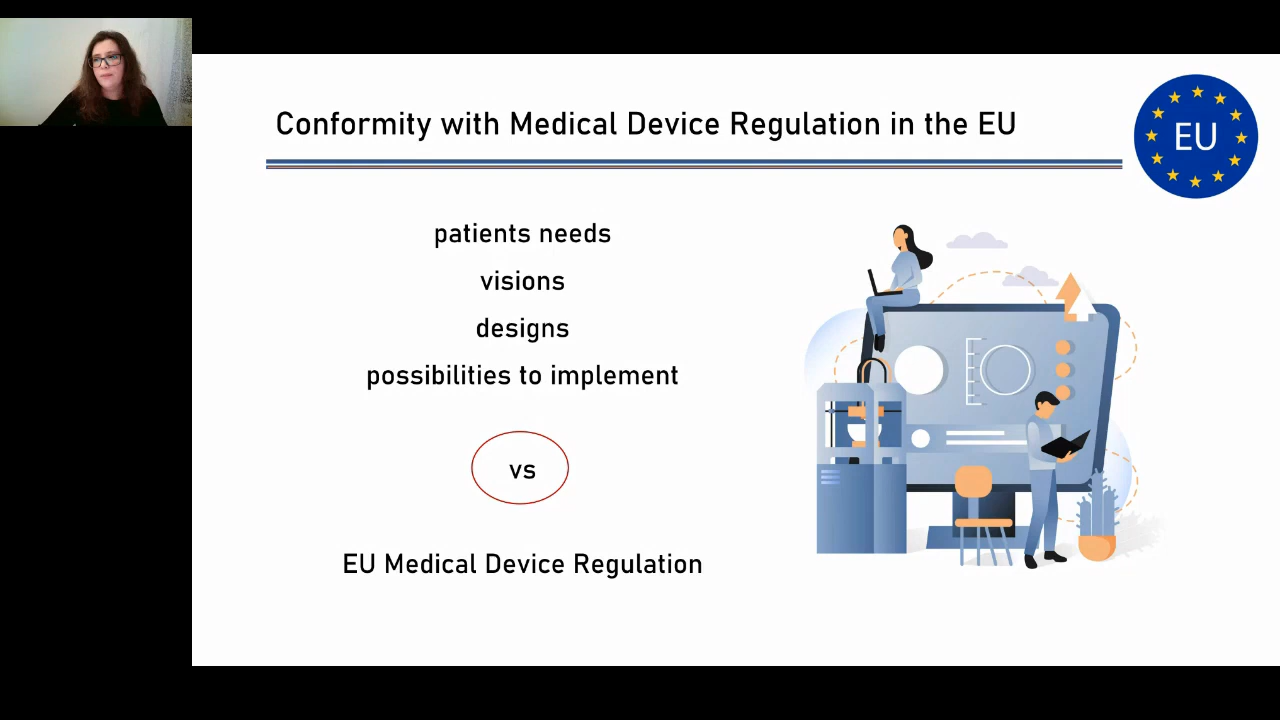 Conformity with Medical Device Regulation in the EU
EU
patients needs
visions
designs
possibilities to implement
vs
EU Medical Device Regulation